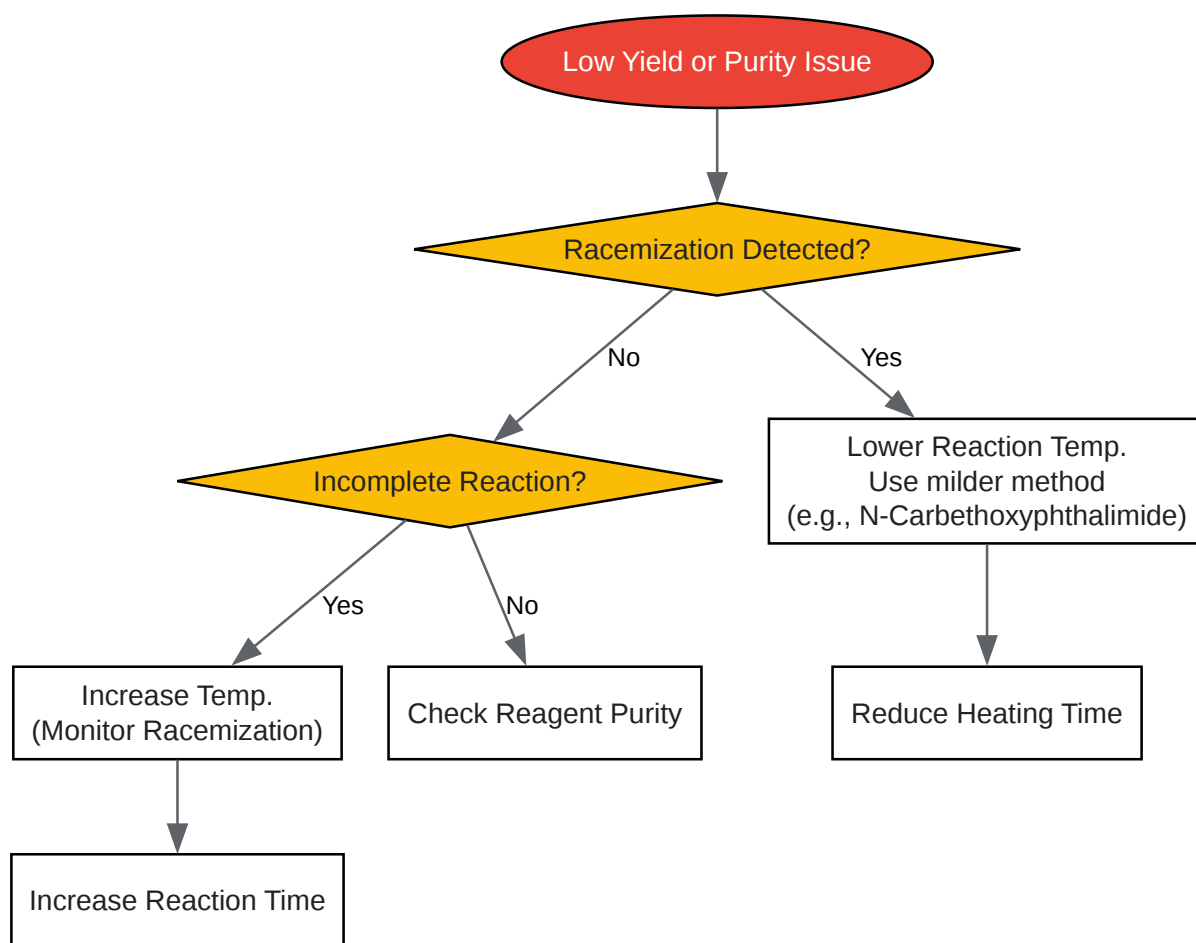 Low Yield or Purity Issue
Racemization Detected?
No
Yes
Incomplete Reaction?
Lower Reaction Temp.
Use milder method
(e.g., N-Carbethoxyphthalimide)
Yes
No
Increase Temp.
(Monitor Racemization)
Check Reagent Purity
Reduce Heating Time
Increase Reaction Time